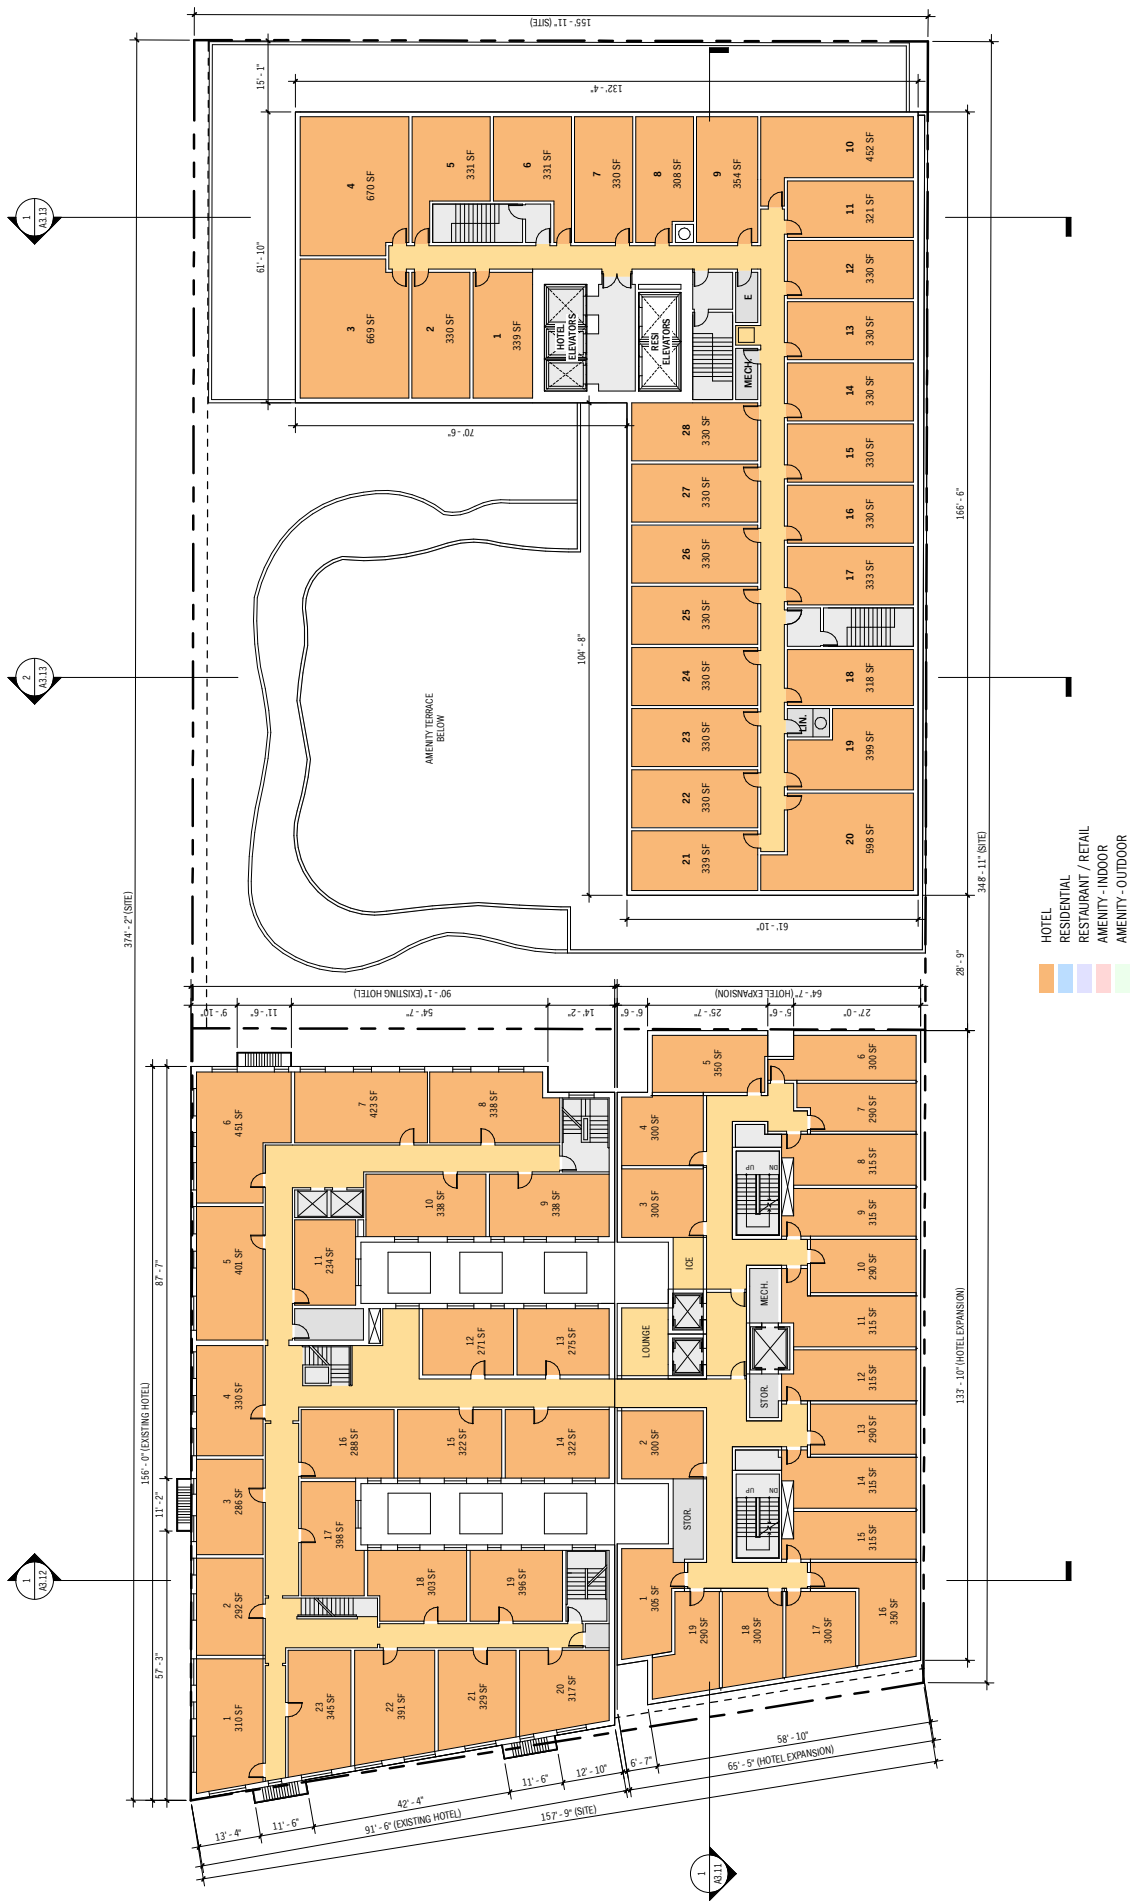 155' - 11" (SITE)
15' - 1"
132' - 4"
1
A3.13
61' - 10"
4
670 SF
5
331 SF
6
331 SF
7
330 SF
8
308 SF
9
354 SF
10
452 SF
11
321 SF
12
330 SF
13
330 SF
14
330 SF
15
330 SF
16
330 SF
17
333 SF
18
318 SF
LIN.
19
399 SF
20
598 SF
3
669 SF
2
330 SF
1
339 SF
HOTEL
ELEVATORS
RESI
ELEVATORS
E
MECH.
28
330 SF
27
330 SF
26
330 SF
25
330 SF
24
330 SF
23
330 SF
22
330 SF
21
339 SF
70' - 6"
104' - 8"
166' - 6"
2
A3.13
AMENITY TERRACE
BELOW
61' - 10"
374' - 2" (SITE)
348' - 11" (SITE)
28' - 9"
HOTEL
RESIDENTIAL
RESTAURANT / RETAIL
AMENITY - INDOOR
AMENITY - OUTDOOR
90' - 1" (EXISTING HOTEL)
64' - 7" (HOTEL EXPANSION)
9' - 10"
11' - 6"
54' - 7"
14' - 2"
6' - 6"
25' - 7"
5' - 6"
27' - 0"
87' - 7"
156' - 0" (EXISTING HOTEL)
11' - 2"
57' - 3"
133' - 10" (HOTEL EXPANSION)
6
451 SF
7
423 SF
8
338 SF
5
401 SF
10
338 SF
9
338 SF
11
234 SF
4
330 SF
12
271 SF
13
275 SF
3
286 SF
16
288 SF
15
322 SF
14
322 SF
2
292 SF
17
398 SF
18
303 SF
19
396 SF
1
310 SF
23
345 SF
22
391 SF
21
329 SF
20
317 SF
5
350 SF
6
300 SF
4
300 SF
7
290 SF
3
300 SF
8
315 SF
UP
DN
9
315 SF
ICE
10
290 SF
MECH.
LOUNGE
11
315 SF
STOR.
12
315 SF
2
300 SF
13
290 SF
STOR.
UP
DN
14
315 SF
15
315 SF
1
305 SF
19
290 SF
18
300 SF
17
300 SF
16
350 SF
1
A3.12
13' - 4"
11' - 6"
42' - 4"
11' - 6"
12' - 10"
6' - 7"
58' - 10"
91' - 6" (EXISTING HOTEL)
65' - 5" (HOTEL EXPANSION)
157' - 9" (SITE)
1
A3.11